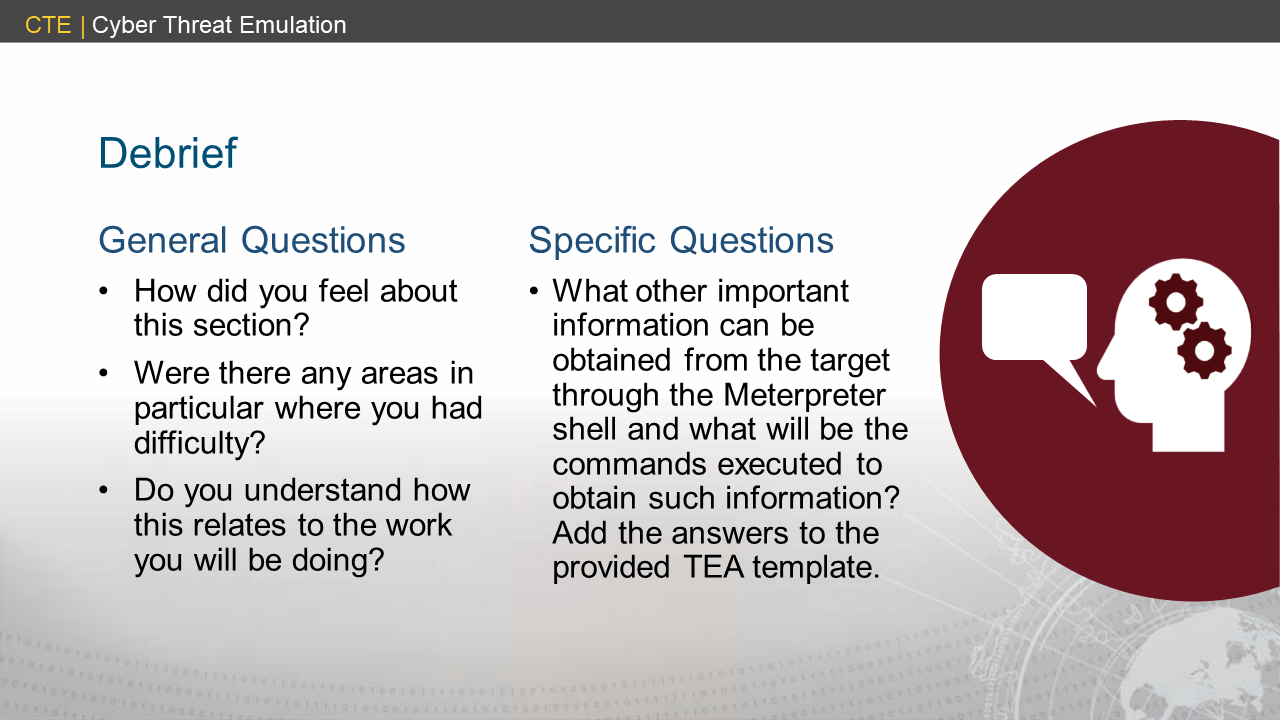 CTE | Cyber Threat Emulation
Debrief
General Questions
• How did you feel about
this section?
• Were there any areas in
particular where you had
difficulty?
• Do you understand how
this relates to the work
you will be doing?
Specific Questions
• What other important
information can be
obtained from the target
through the Meterpreter
shell and what will be the
commands executed to
obtain such information?
Add the answers to the
provided TEA template.